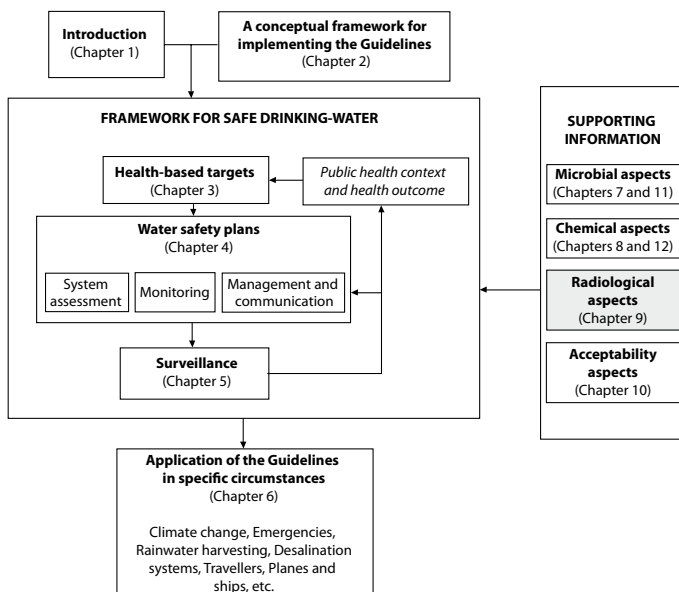 Introduction
(Chapter 1)
A conceptual framework for
implementing the Guidelines
(Chapter 2)
FRAMEWORK FOR SAFE DRINKING-WATER
Health-based targets
(Chapter 3)
Public health context
and health outcome
Water safety plans
(Chapter 4)
System
assessment
Monitoring
Management and
communication
Surveillance
(Chapter 5)
SUPPORTING
INFORMATION
Microbial aspects
(Chapters 7 and 11)
Chemical aspects
(Chapters 8 and 12)
Radiological
aspects
(Chapter 9)
Acceptability
aspects
(Chapter 10)
Application of the Guidelines
in specific circumstances
(Chapter 6)
Climate change, Emergencies,
Rainwater harvesting, Desalination
systems, Travellers, Planes and
ships, etc.